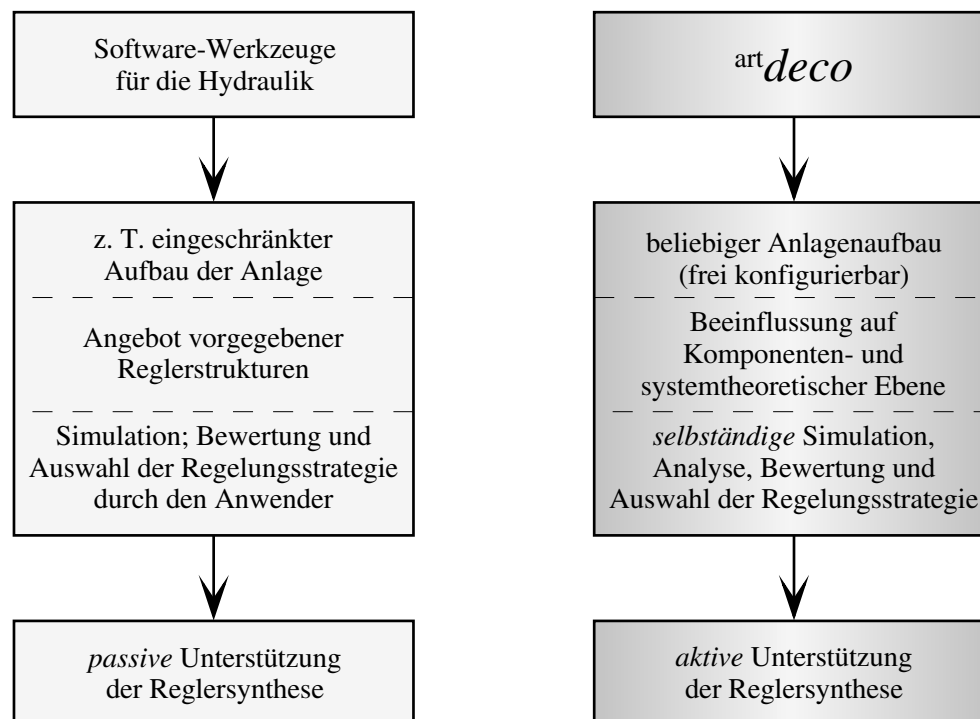 Software-Werkzeuge
für die Hydraulik
z. T. eingeschränkter
Aufbau der Anlage
Angebot vorgegebener
Reglerstrukturen
Simulation; Bewertung und
Auswahl der Regelungsstrategie
durch den Anwender
passive Unterstützung
der Reglersynthese
art deco
beliebiger Anlagenaufbau
(frei konfigurierbar)
Beeinflussung auf
Komponenten- und
systemtheoretischer Ebene
selbständige Simulation,
Analyse, Bewertung und
Auswahl der Regelungsstrategie
aktive Unterstützung
der Reglersynthese